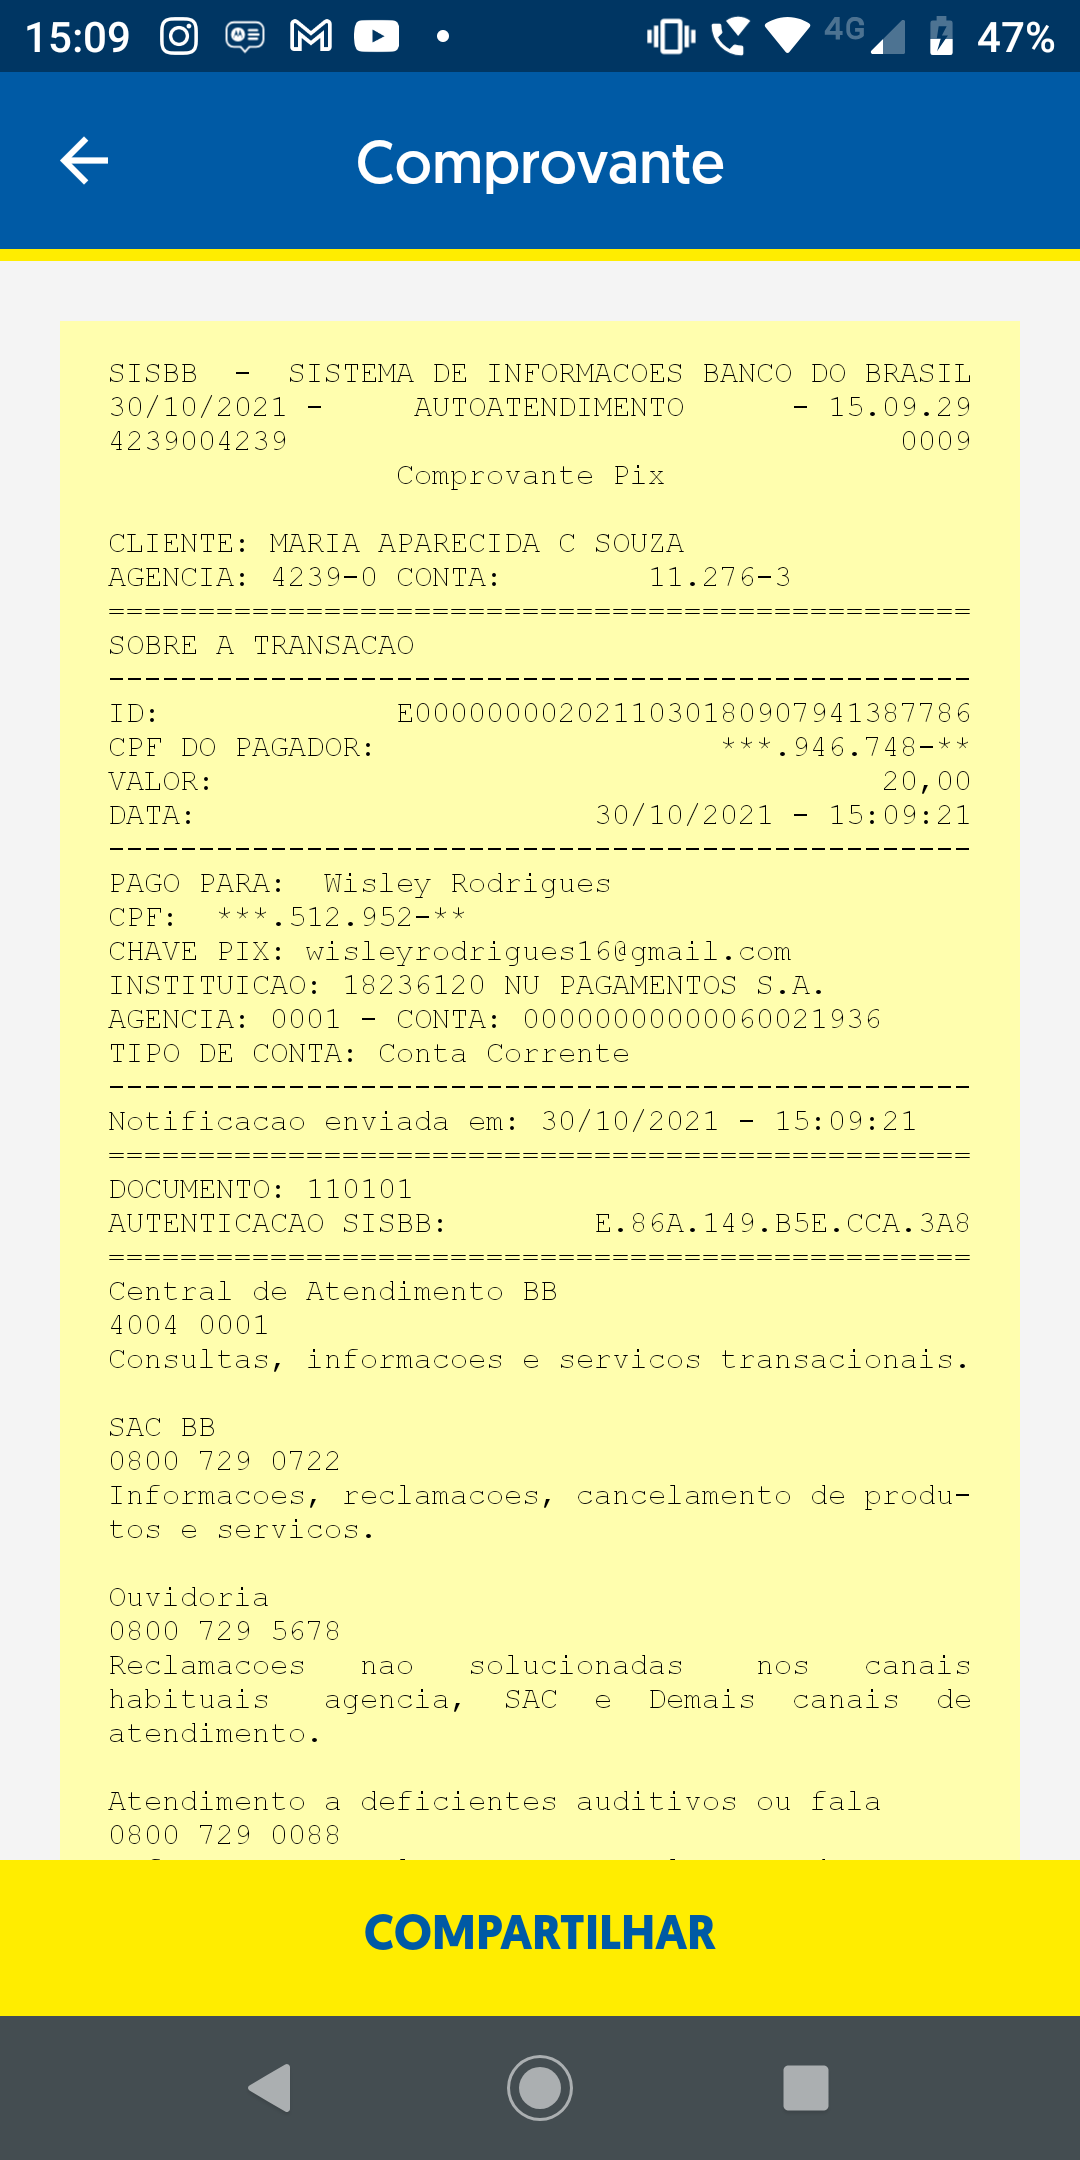 15:09 4G 47%
Comprovante
SISBB - SISTEMA DE INFORMACOES BANCO DO BRASIL
30/10/2021 - AUTOATENDIMENTO - 15.09.29
4239004239 0009
Comprovante Pix
CLIENTE: MARIA APARECIDA C SOUZA
AGENCIA: 4239-0 CONTA: 11.276-3
================================================
SOBRE A TRANSACAO
------------------------------------------------
ID: E0000000020211030180907941387786
CPF DO PAGADOR: ***.946.748-**
VALOR: 20,00
DATA: 30/10/2021 - 15:09:21
------------------------------------------------
PAGO PARA: Wisley Rodrigues
CPF: ***.512.952-**
CHAVE PIX: wisleyrodrigues16@gmail.com
INSTITUICAO: 18236120 NU PAGAMENTOS S.A.
AGENCIA: 0001 - CONTA: 00000000000060021936
TIPO DE CONTA: Conta Corrente
------------------------------------------------
Notificacao enviada em: 30/10/2021 - 15:09:21
================================================
DOCUMENTO: 110101
AUTENTICACAO SISBB: E.86A.149.B5E.CCA.3A8
================================================
Central de Atendimento BB
4004 0001
Consultas, informacoes e servicos transacionais.
SAC BB
0800 729 0722
Informacoes, reclamacoes, cancelamento de produ-
tos e servicos.
Ouvidoria
0800 729 5678
Reclamacoes nao solucionadas nos canais
habituais agencia, SAC e Demais canais de
atendimento.
Atendimento a deficientes auditivos ou fala
0800 729 0088
COMPARTILHAR